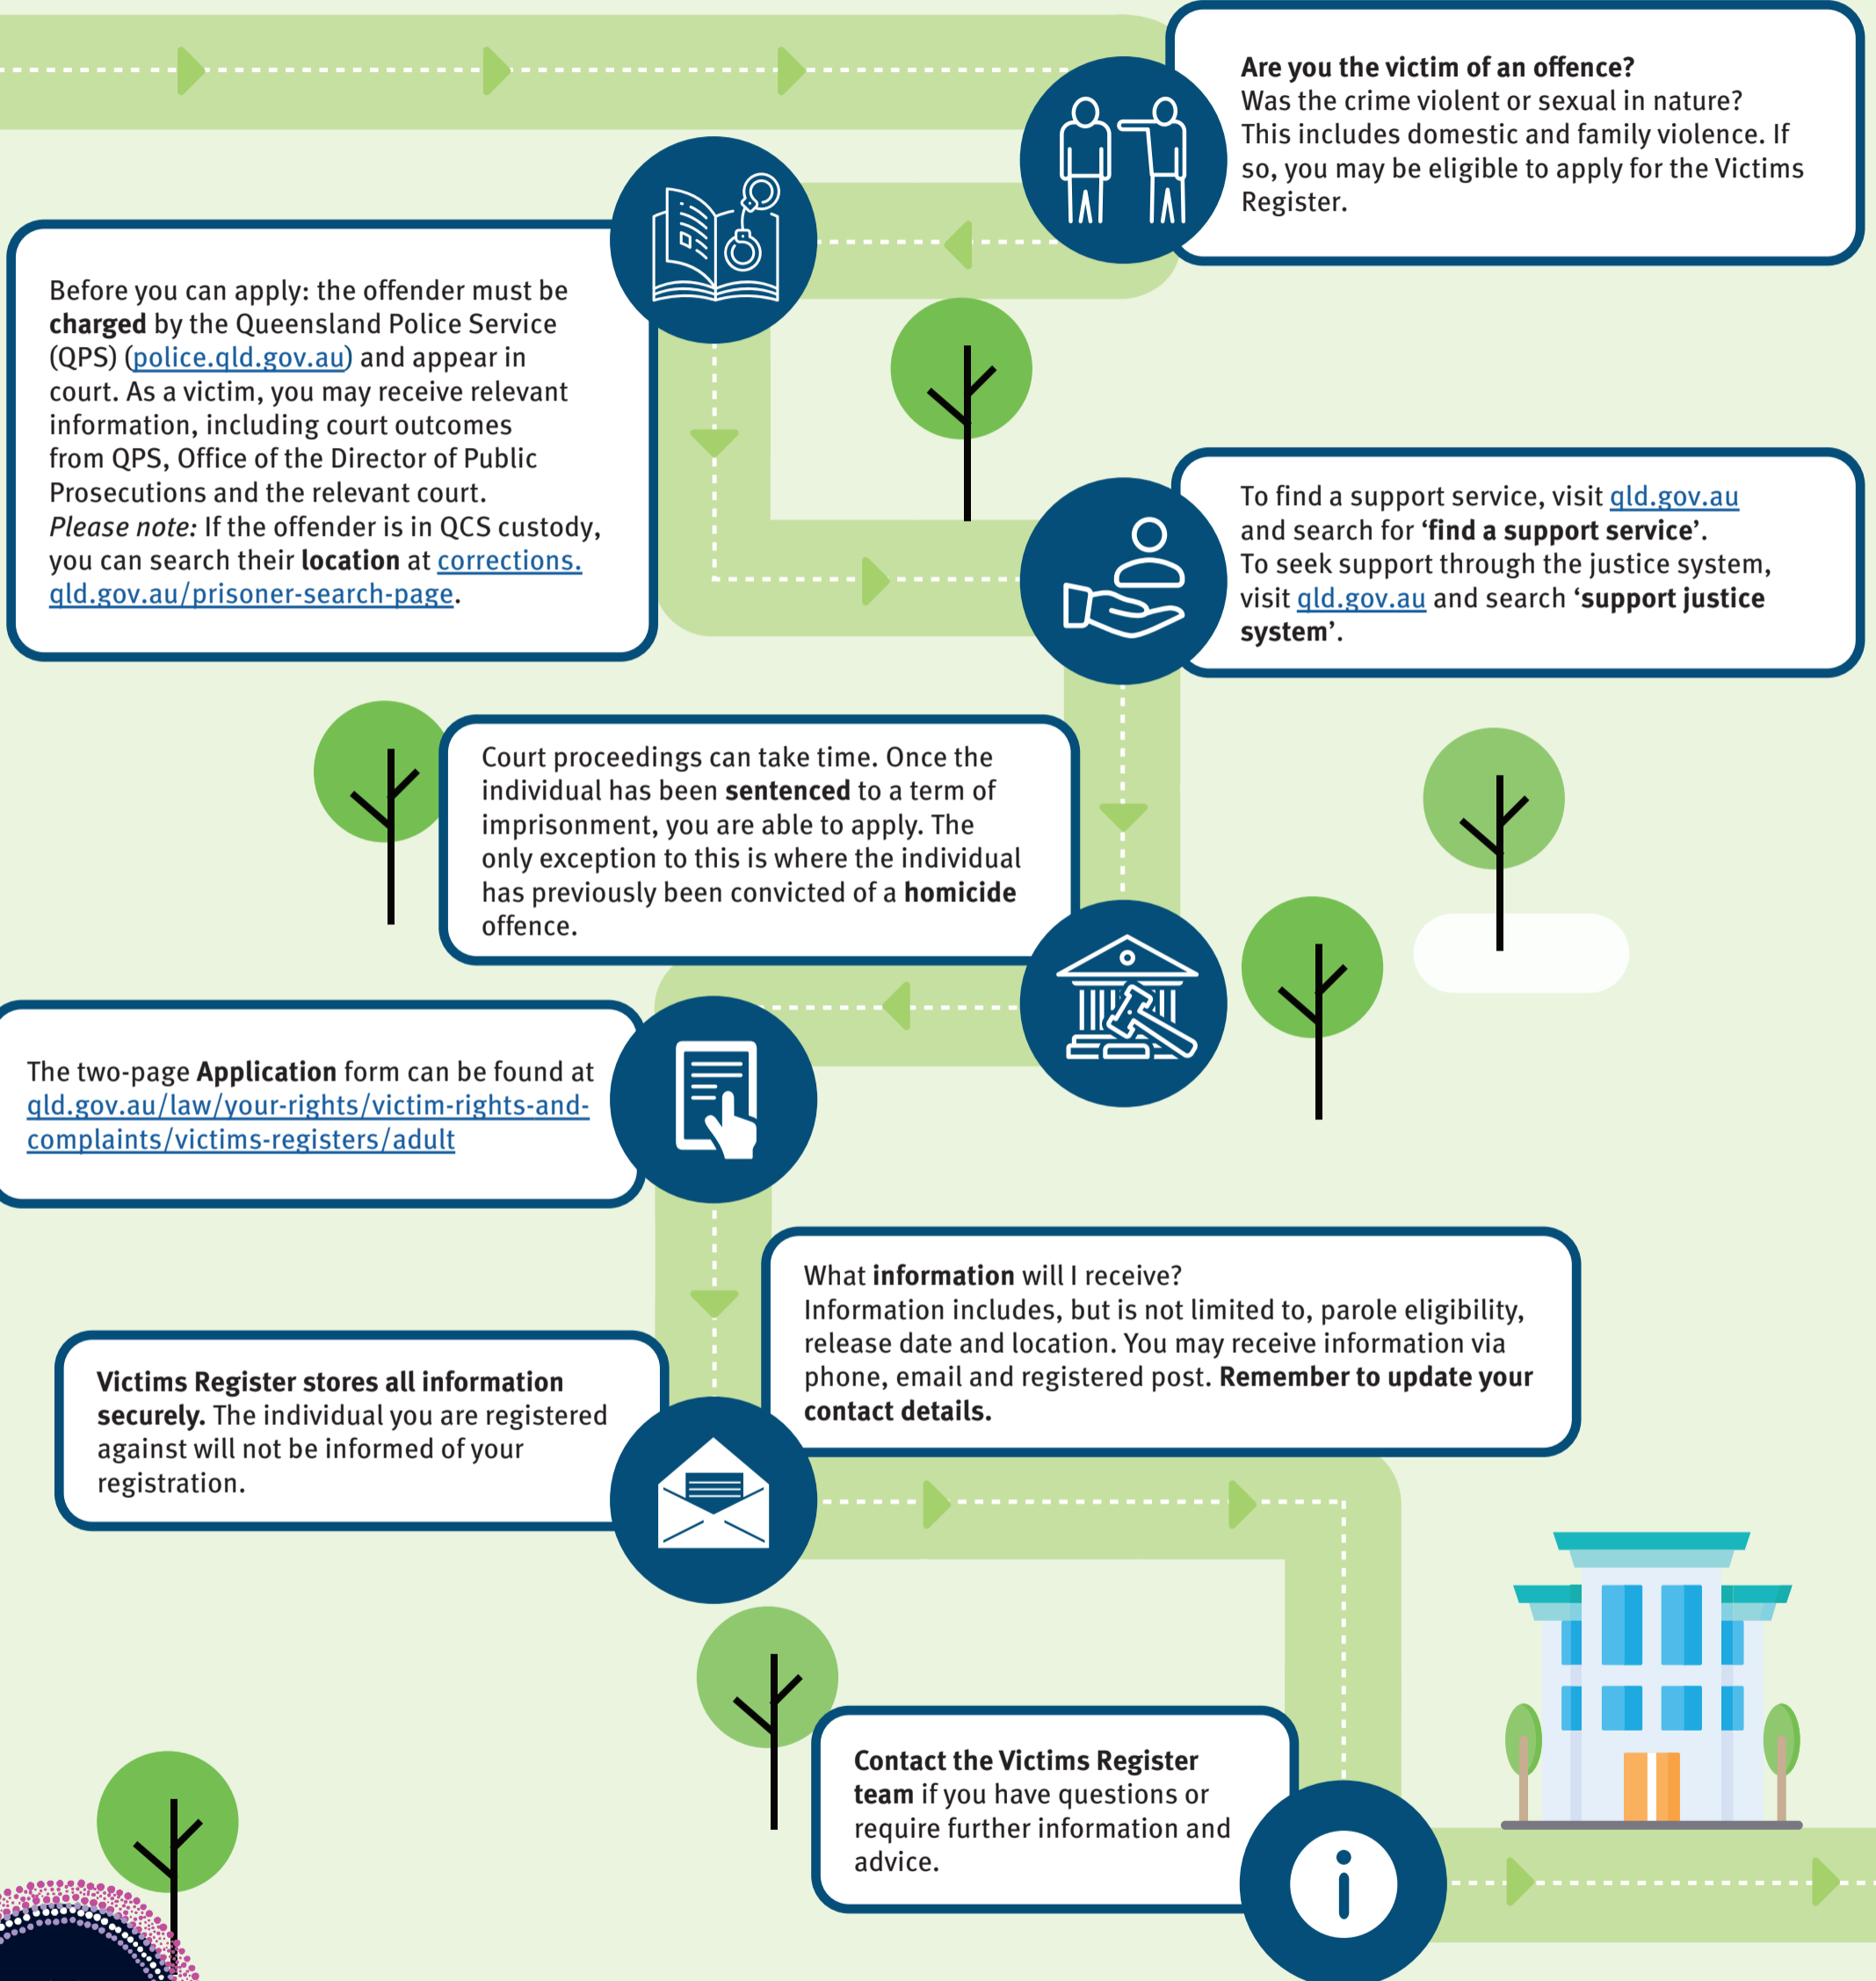 Are you the victim of an offence?
Was the crime violent or sexual in nature?
This includes domestic and family violence. If
so, you may be eligible to apply for the Victims
Register.
Before you can apply: the offender must be
charged by the Queensland Police Service
(QPS) (police.qld.gov.au) and appear in
court. As a victim, you may receive relevant
information, including court outcomes
from QPS, Office of the Director of Public
Prosecutions and the relevant court.
Please note: If the offender is in QCS custody,
you can search their location at corrections.
qld.gov.au/prisoner-search-page.
To find a support service, visit qld.gov.au
and search for ‘find a support service’.
To seek support through the justice system,
visit qld.gov.au and search ‘support justice
system’.
Court proceedings can take time. Once the
individual has been sentenced to a term of
imprisonment, you are able to apply. The
only exception to this is where the individual
has previously been convicted of a homicide
offence.
The two-page Application form can be found at
qld.gov.au/law/your-rights/victim-rights-and-
complaints/victims-registers/adult
What information will I receive?
Information includes, but is not limited to, parole eligibility,
release date and location. You may receive information via
phone, email and registered post. Remember to update your
contact details.
Victims Register stores all information
securely. The individual you are registered
against will not be informed of your
registration.
Contact the Victims Register
team if you have questions or
require further information and
advice.